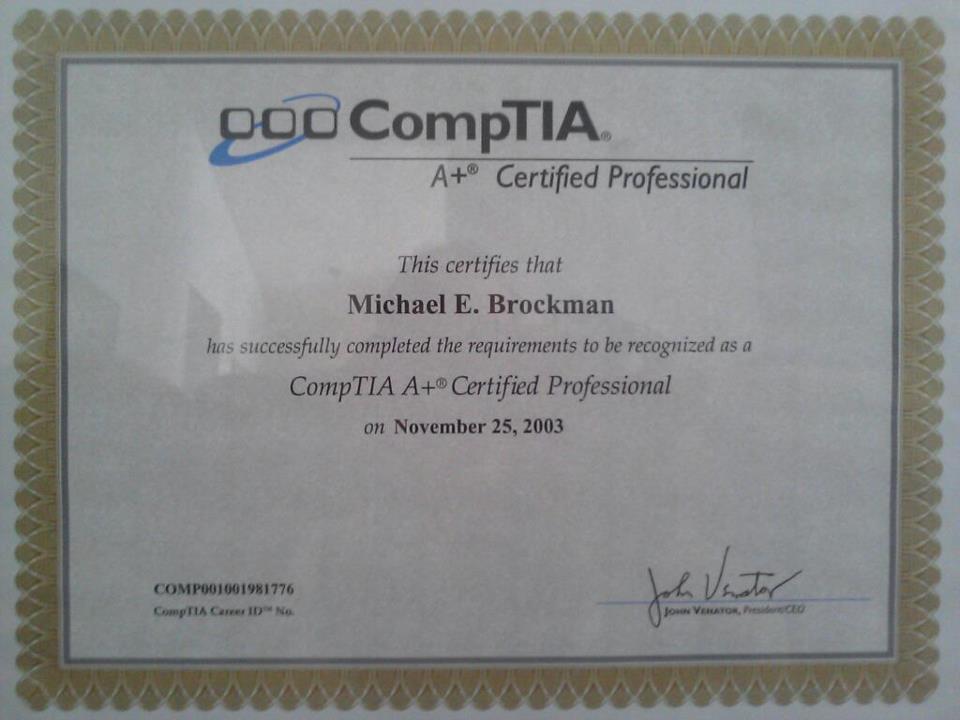 CompTIA®
A+® Certified Professional
This certifies that
Michael E. Brockman
has successfully completed the requirements to be recognized as a
CompTIA A+® Certified Professional
on November 25, 2003
COMP001001981776
CompTIA Career ID™ No.
John Venator
JOHN VENATOR, President/CEO